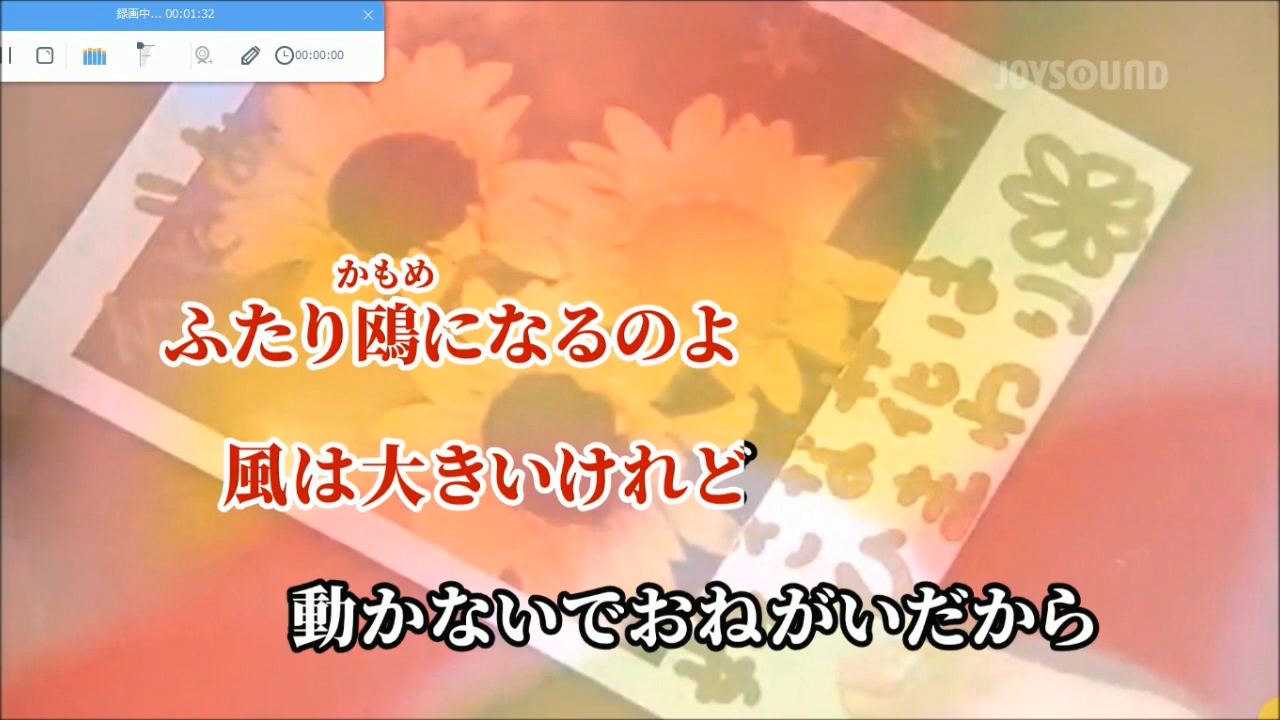 録画中... 00:01:32
00:00:00
JOYSOUND
かもめ
ふたり鴎になるのよ
風は大きいけれど
動かないでおねがいだから